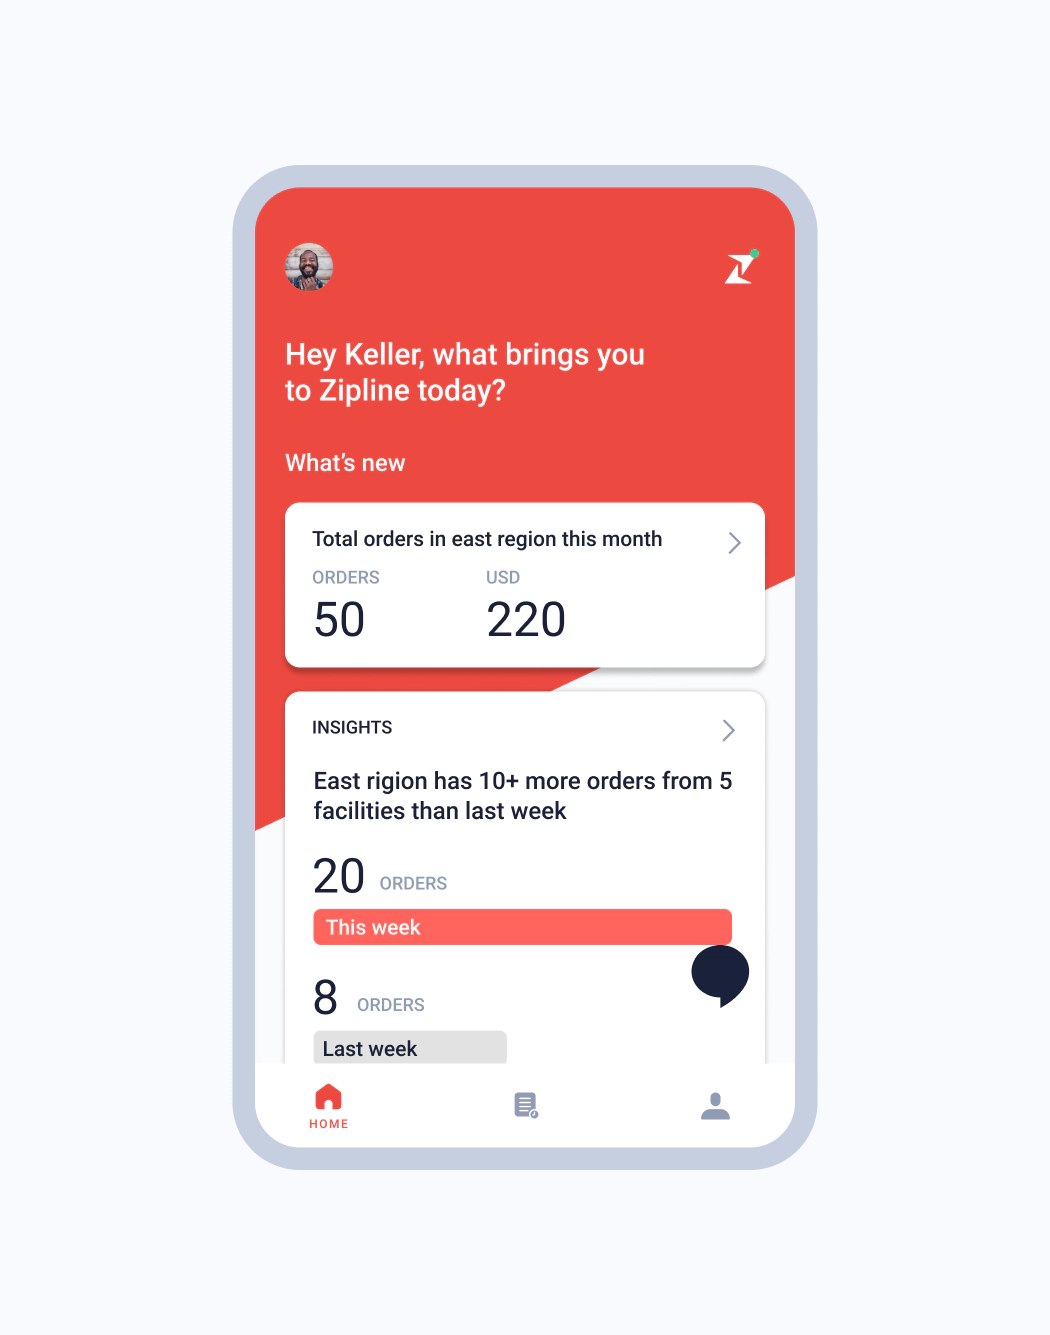 Hey Keller, what brings you
to Zipline today?
What's new
Total orders in east region this month
ORDERS USD
50 220
INSIGHTS
East rigion has 10+ more orders from 5
facilities than last week
20 ORDERS
This week
8 ORDERS
Last week
HOME